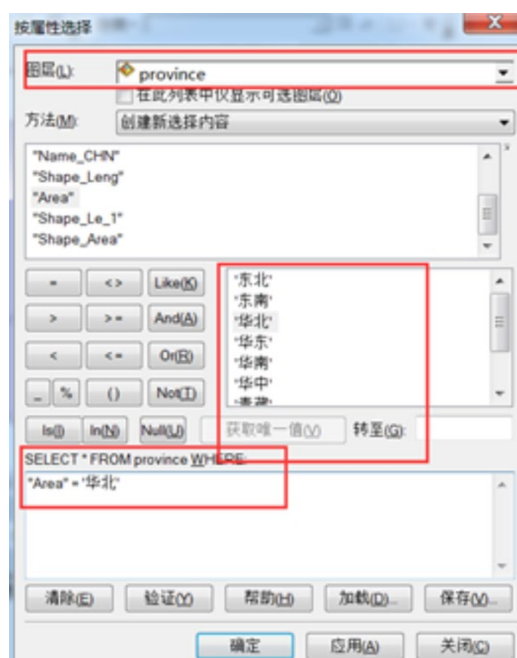 按属性选择
图层(L): province
在此列表中仅显示可选图层(O)
方法(M): 创建新选择内容
"Name_CHN"
"Shape_Leng"
"Area"
"Shape_Le_1"
"Shape_Area"
= <> Like(K)
'东北'
'东南'
> >= And(A)
'华北'
'华东'
< <= Or(R)
'华南'
'华中'
_ % () Not(T)
'青藏'
Is(I) In(N) Null(U) 获取唯一值(V) 转至(G):
SELECT * FROM province WHERE:
"Area" = '华北'
清除(E) 验证(Y) 帮助(H) 加载(D)... 保存(V)...
确定 应用(A) 关闭(C)